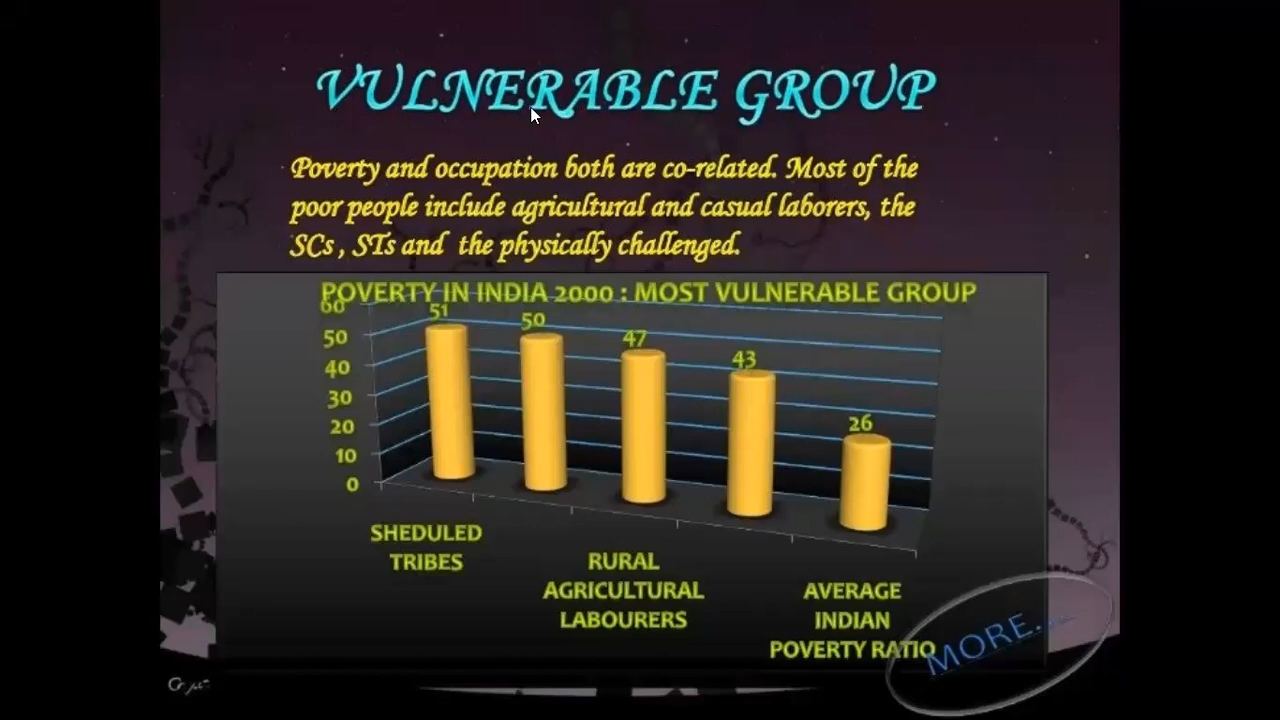 VULNERABLE GROUP
Poverty and occupation both are co-related. Most of the
poor people include agricultural and casual laborers, the
SCs , STs and the physically challenged.
POVERTY IN INDIA 2000 : MOST VULNERABLE GROUP
60
50
40
30
20
10
0
51
50
47
43
26
SHEDULED
TRIBES
RURAL
AGRICULTURAL
LABOURERS
AVERAGE
INDIAN
POVERTY RATIO
MORE...